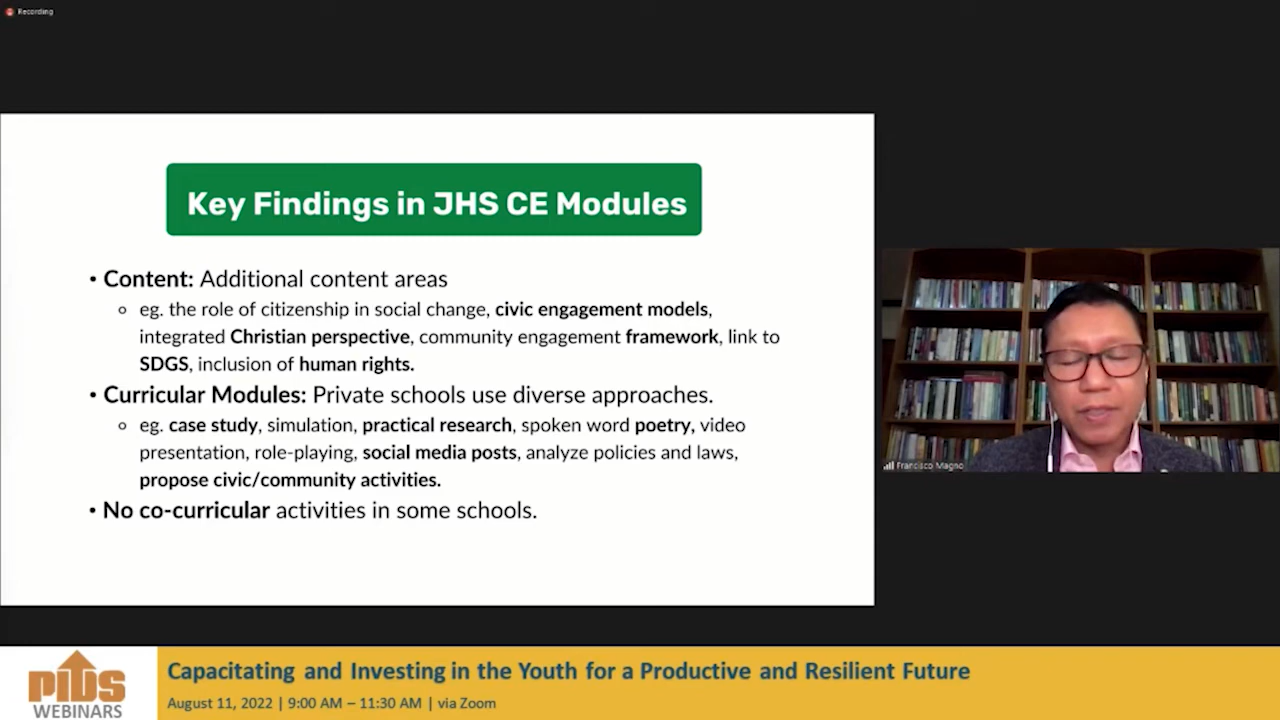 Recording
Key Findings in JHS CE Modules
• Content: Additional content areas
eg. the role of citizenship in social change, civic engagement models,
integrated Christian perspective, community engagement framework, link to
SDGS, inclusion of human rights.
• Curricular Modules: Private schools use diverse approaches.
eg. case study, simulation, practical research, spoken word poetry, video
presentation, role-playing, social media posts, analyze policies and laws,
propose civic/community activities.
• No co-curricular activities in some schools.
Francisco Magno
pids
WEBINARS
Capacitating and Investing in the Youth for a Productive and Resilient Future
August 11, 2022 | 9:00 AM – 11:30 AM | via Zoom